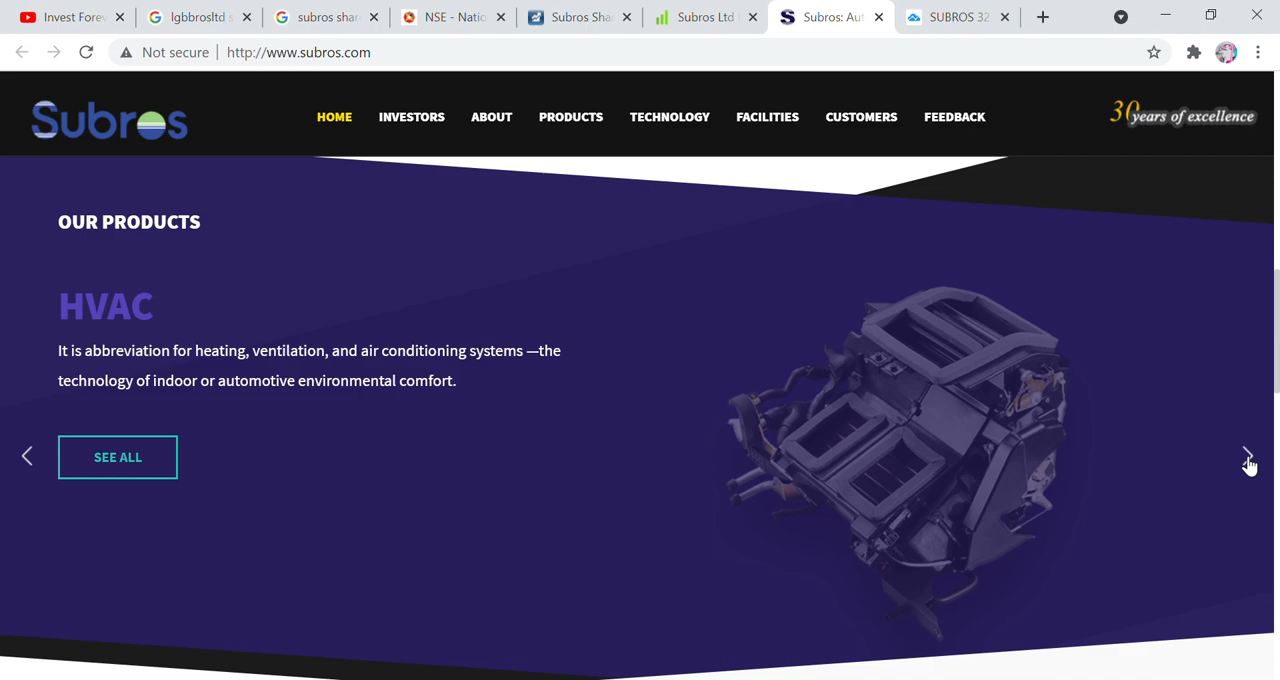 Invest Forev
lgbbrosltd s
subros shar
NSE - Natio
Subros Sha
Subros Ltd
Subros: Aut
SUBROS 32
Not secure
http://www.subros.com
Subros
HOME
INVESTORS
ABOUT
PRODUCTS
TECHNOLOGY
FACILITIES
CUSTOMERS
FEEDBACK
30 years of excellence
OUR PRODUCTS
HVAC
It is abbreviation for heating, ventilation, and air conditioning systems —the
technology of indoor or automotive environmental comfort.
SEE ALL